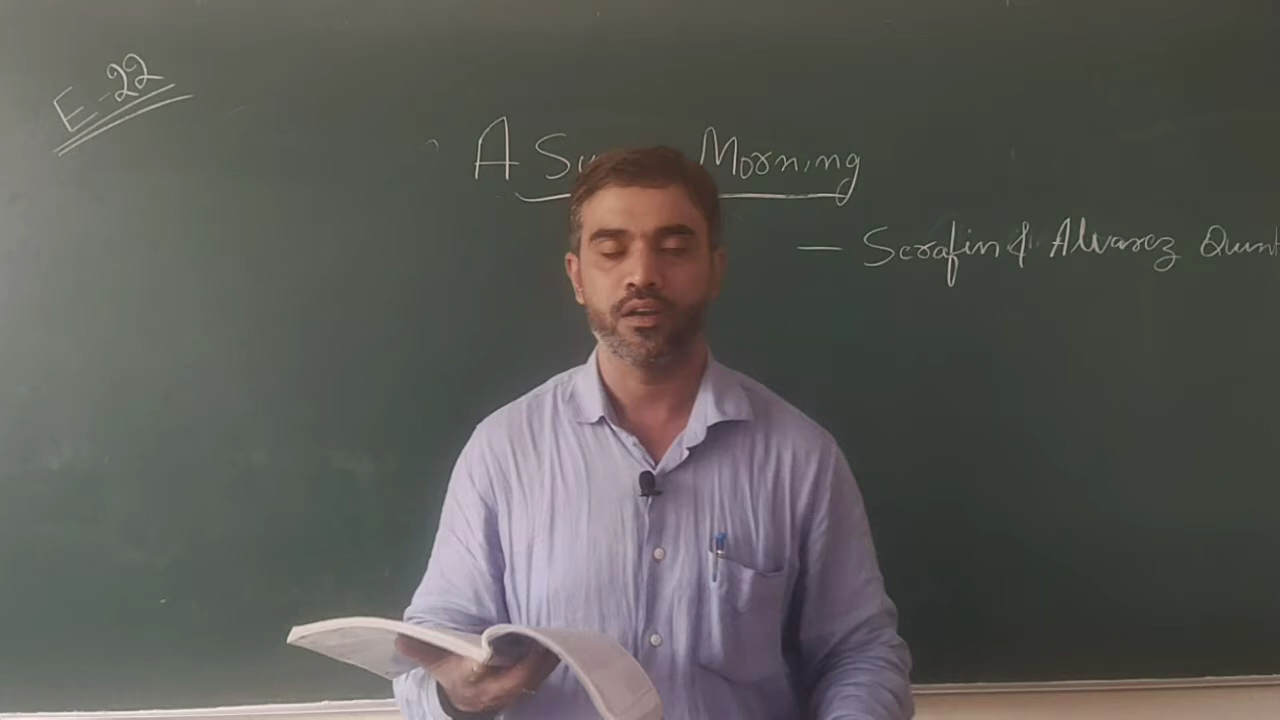 E-22
A Su Morning
— Serafin & Alvarez Quint